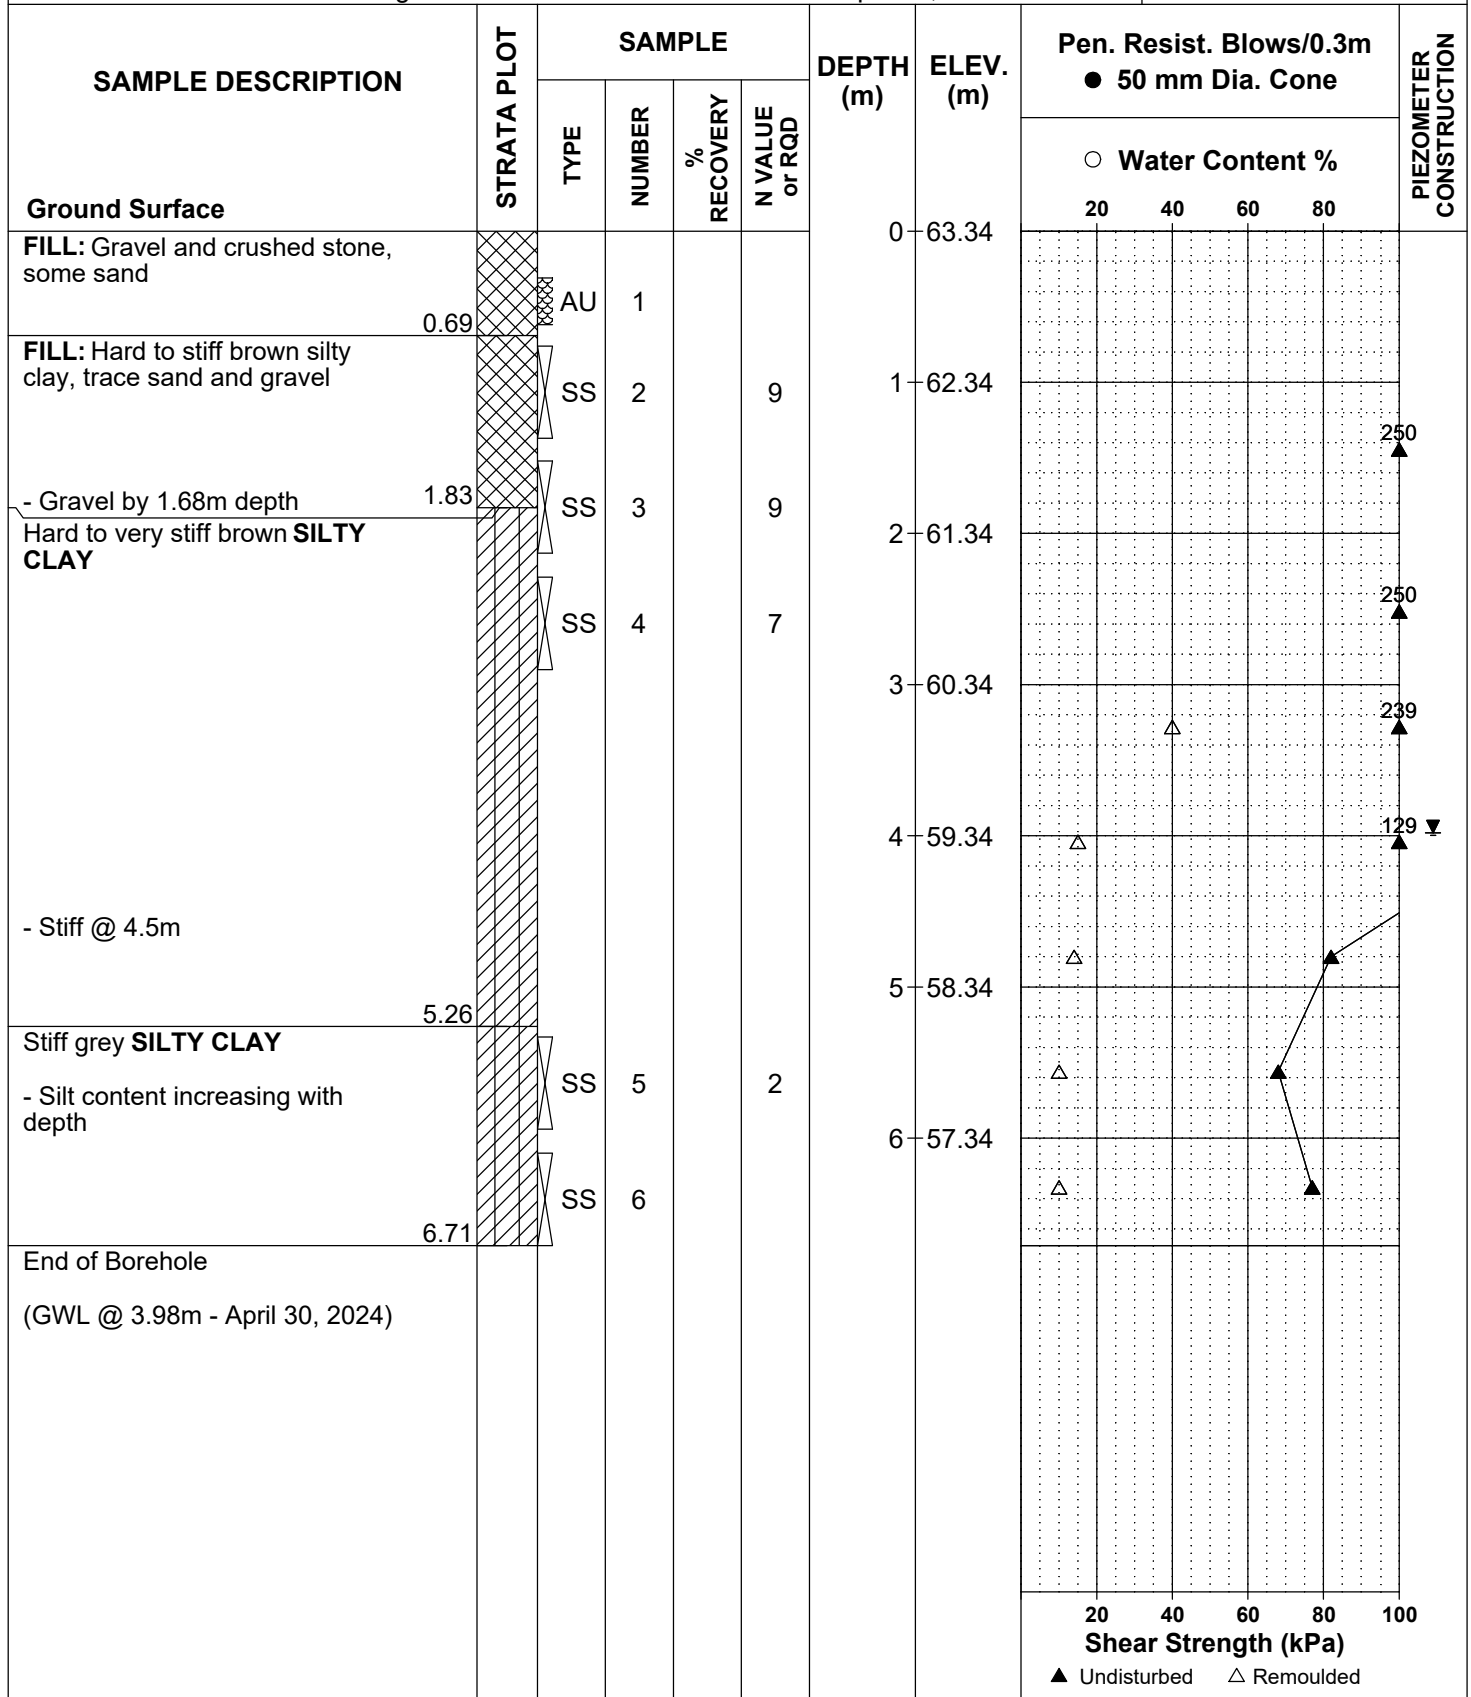 SAMPLE DESCRIPTION
STRATA PLOT
SAMPLE
TYPE
NUMBER
%
RECOVERY
N VALUE
or RQD
DEPTH
(m)
ELEV.
(m)
Pen. Resist. Blows/0.3m
● 50 mm Dia. Cone
○ Water Content %
20 40 60 80
PIEZOMETER
CONSTRUCTION
Ground Surface
0 63.34
FILL: Gravel and crushed stone,
some sand
0.69
AU 1
FILL: Hard to stiff brown silty
clay, trace sand and gravel
SS 2 9
1 62.34
250
- Gravel by 1.68m depth 1.83
SS 3 9
Hard to very stiff brown SILTY
CLAY
2 61.34
250
SS 4 7
3 60.34
239
4 59.34
129
- Stiff @ 4.5m
5 58.34
5.26
Stiff grey SILTY CLAY
- Silt content increasing with
depth
SS 5 2
6 57.34
SS 6
6.71
End of Borehole
(GWL @ 3.98m - April 30, 2024)
20 40 60 80 100
Shear Strength (kPa)
▲ Undisturbed △ Remoulded